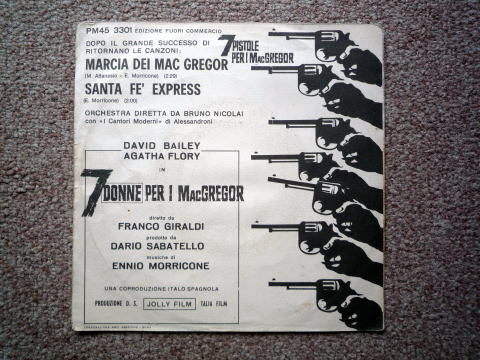 PM45 3301 EDIZIONE FUORI COMMERCIO
DOPO IL GRANDE SUCCESSO DI
7 PISTOLE PER I MACGREGOR
RITORNANO LE CANZONI:
MARCIA DEI MAC GREGOR
(M. Attanasio - E. Morricone) (2:29)
SANTA FE' EXPRESS
(E. Morricone) (2:00)
ORCHESTRA DIRETTA DA BRUNO NICOLAI
con «I Cantori Moderni» di Alessandroni
DAVID BAILEY
AGATHA FLORY
IN
7 DONNE PER I MACGREGOR
diretto da
FRANCO GIRALDI
prodotto da
DARIO SABATELLO
musiche di
ENNIO MORRICONE
UNA COPRODUZIONE ITALO SPAGNOLA
PRODUZIONE D. S. JOLLY FILM TALIA FILM